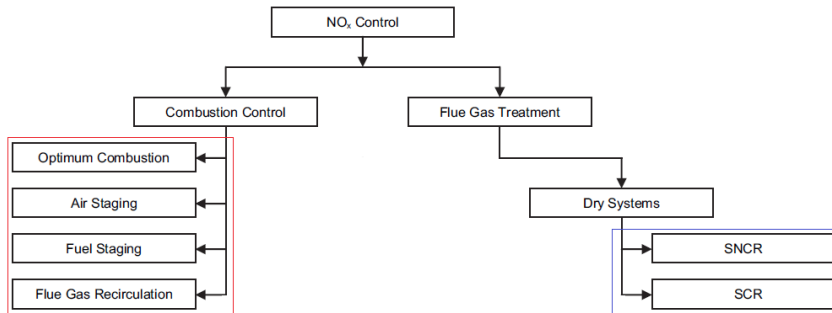 NOₓ Control
Combustion Control
Flue Gas Treatment
Optimum Combustion
Air Staging
Dry Systems
Fuel Staging
SNCR
Flue Gas Recirculation
SCR